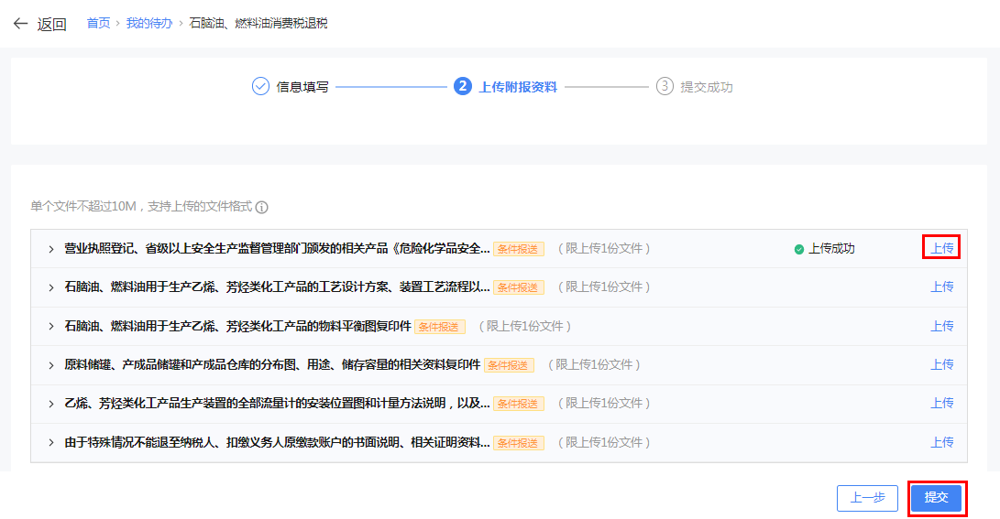 返回 首页 › 我的待办 › 石脑油、燃料油消费税退税
信息填写 2 上传附报资料 3 提交成功
单个文件不超过10M，支持上传的文件格式
营业执照登记、省级以上安全生产监督管理部门颁发的相关产品《危险化学品安全... 条件报送 （限上传1份文件） 上传成功 上传
石脑油、燃料油用于生产乙烯、芳烃类化工产品的工艺设计方案、装置工艺流程以... 条件报送 （限上传1份文件） 上传
石脑油、燃料油用于生产乙烯、芳烃类化工产品的物料平衡图复印件 条件报送 （限上传1份文件） 上传
原料储罐、产成品储罐和产成品仓库的分布图、用途、储存容量的相关资料复印件 条件报送 （限上传1份文件） 上传
乙烯、芳烃类化工产品生产装置的全部流量计的安装位置图和计量方法说明，以及... 条件报送 （限上传1份文件） 上传
由于特殊情况不能退至纳税人、扣缴义务人原缴款账户的书面说明、相关证明资料... 条件报送 （限上传1份文件） 上传
上一步 提交